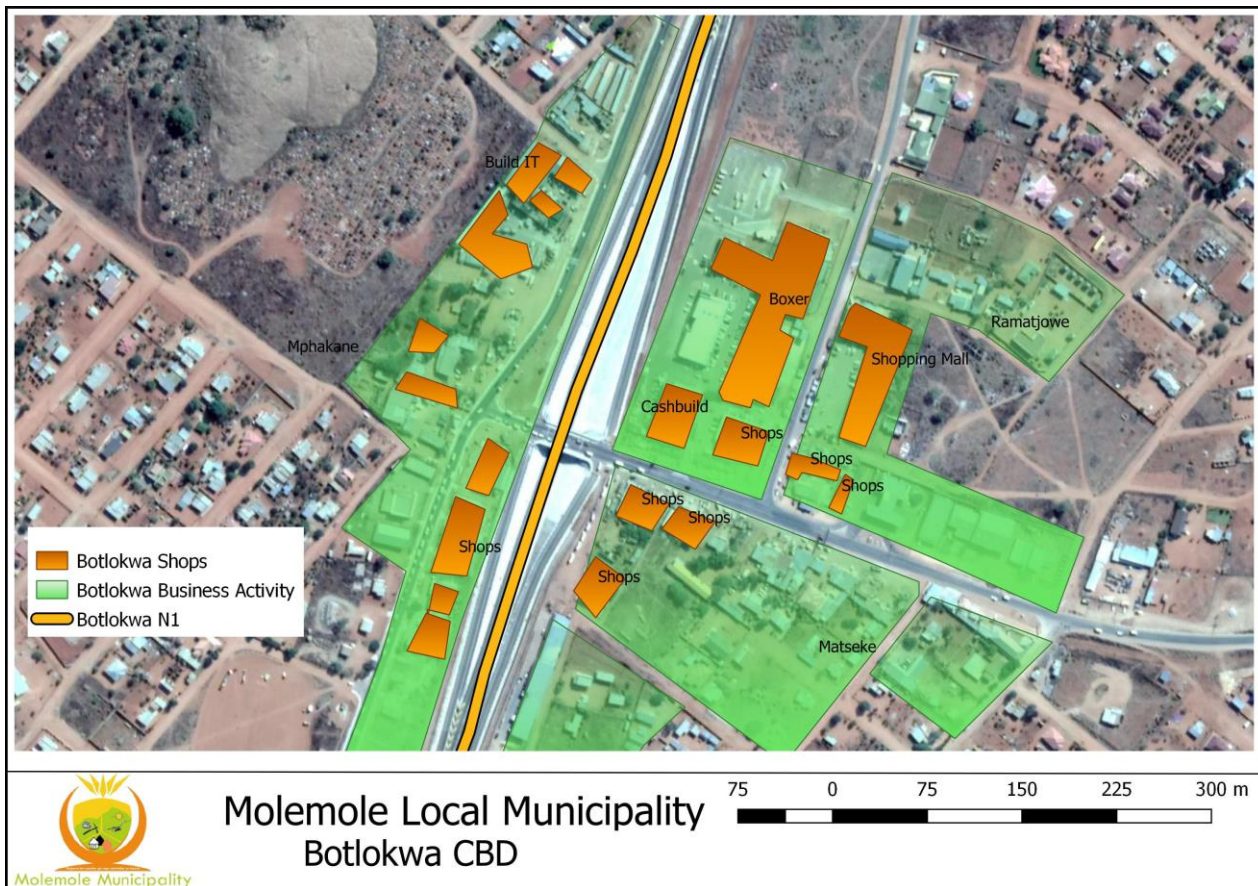 Build IT
Mphakane
Boxer
Ramatjowe
Shopping Mall
Cashbuild
Shops
Shops
Shops
Shops
Shops
Shops
Shops
Matseke
Botlokwa Shops
Botlokwa Business Activity
Botlokwa N1
Molemole Local Municipality
Botlokwa CBD
75 0 75 150 225 300 m
Molemole Municipality